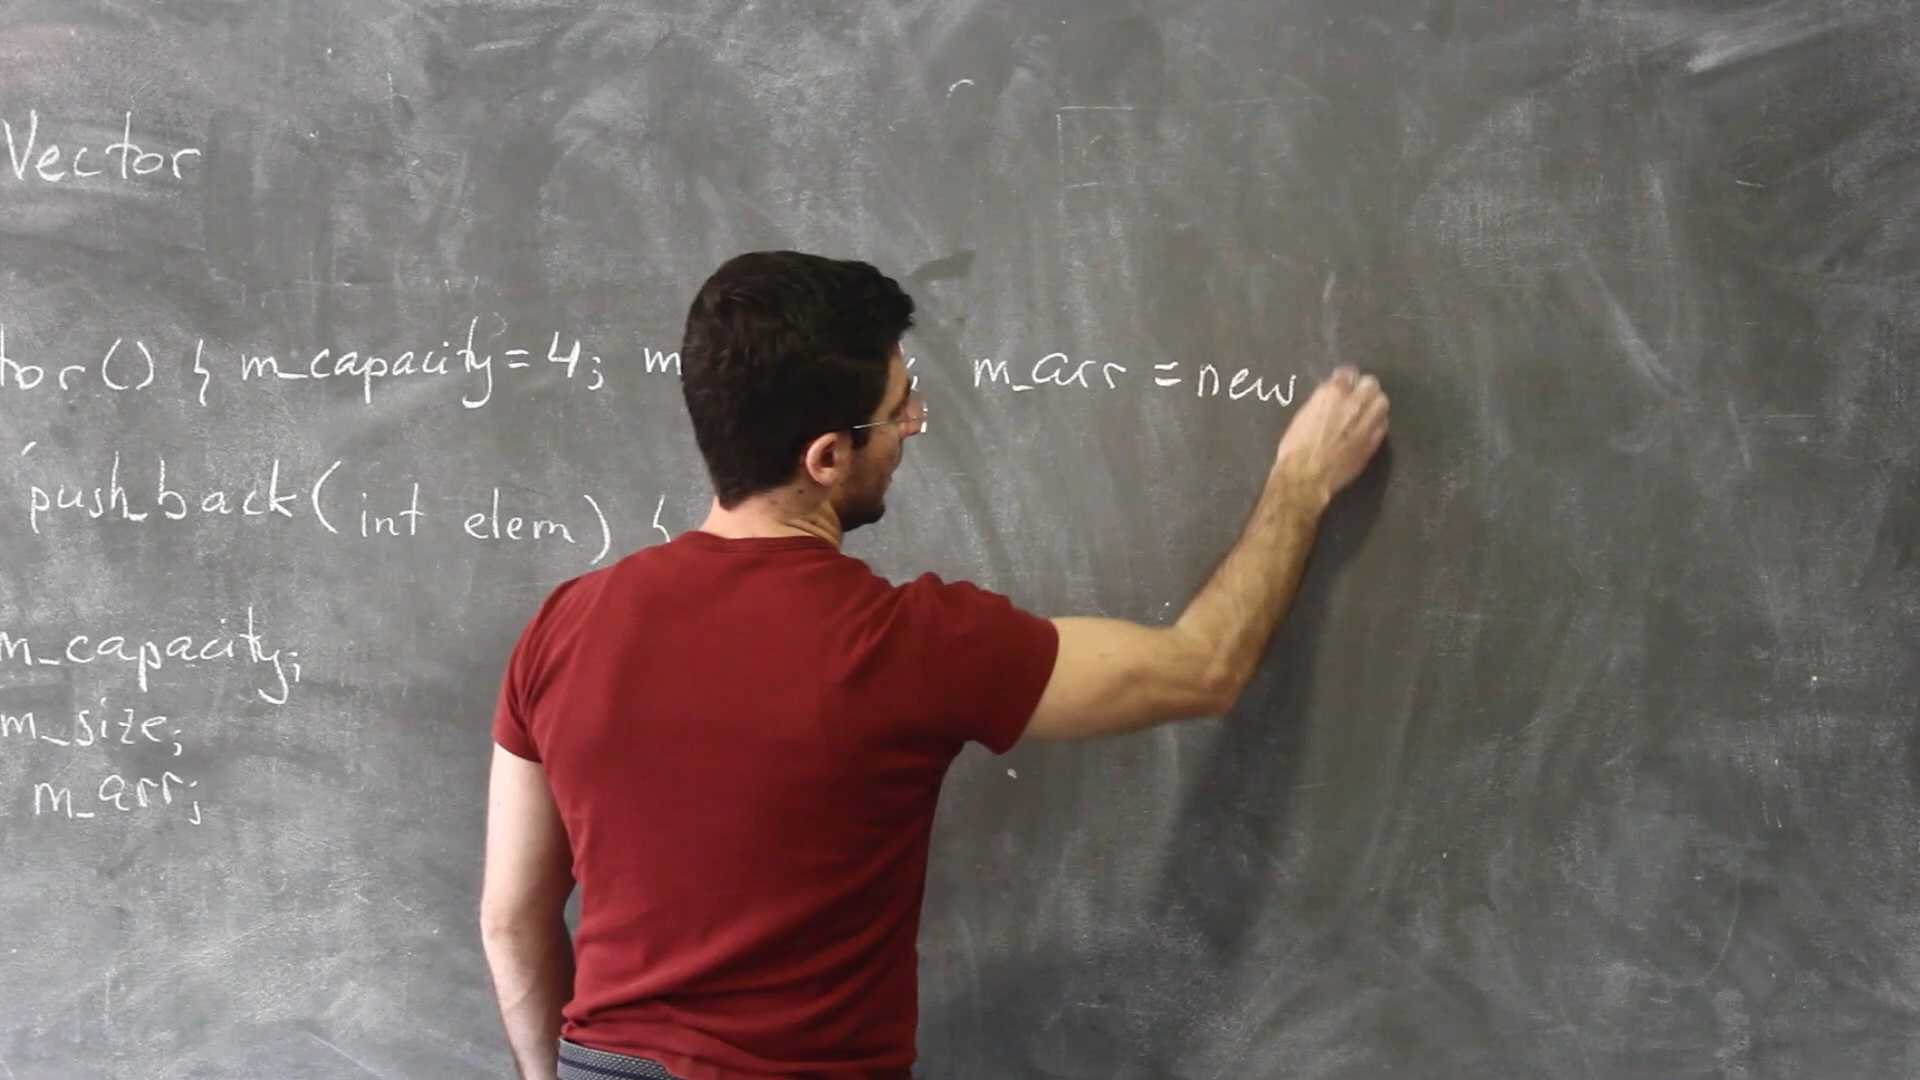 Vector
tor() { m_capacity=4; m ; m_arr = new
push_back(int elem) {
m_capacity;
m_size;
m_arr;